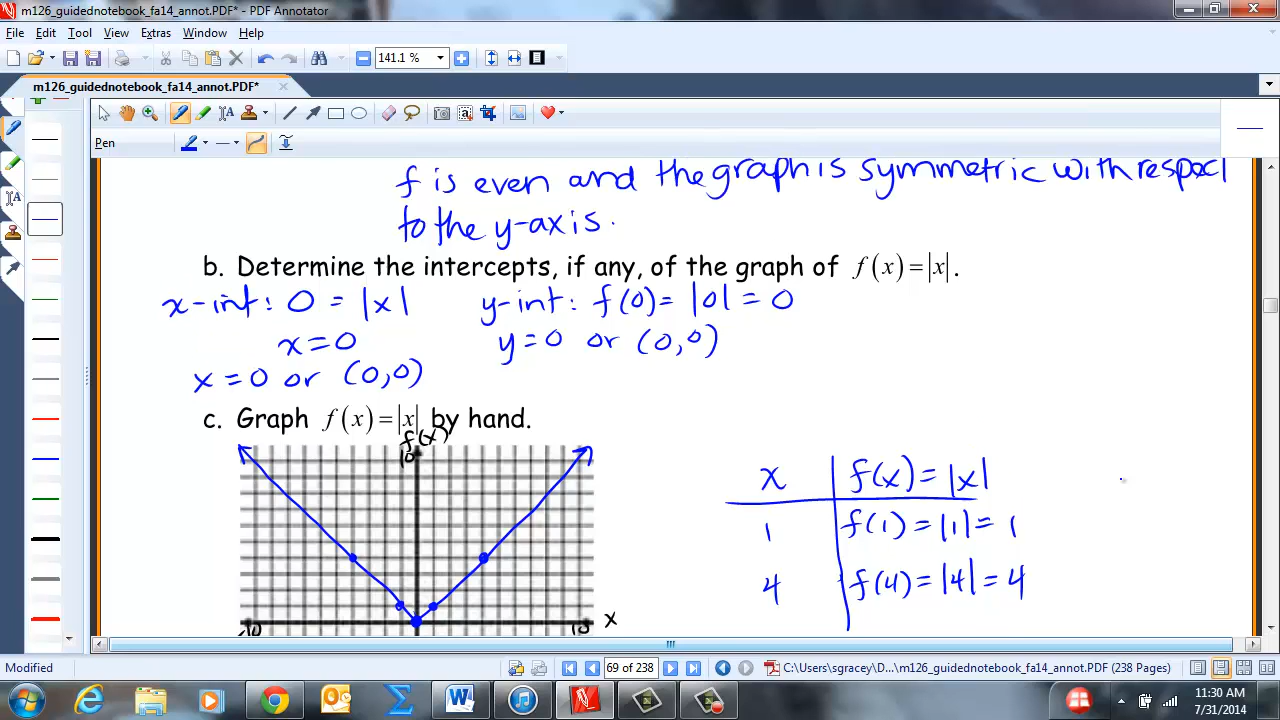 m126_guidednotebook_fa14_annot.PDF* - PDF Annotator
File Edit Tool View Extras Window Help
141.1 %
m126_guidednotebook_fa14_annot.PDF*
Pen
f is even and the graph is symmetric with respect
to the y-axis.
b. Determine the intercepts, if any, of the graph of f(x) = |x|.
x-int: 0 = |x| y-int: f(0) = |0| = 0
x = 0 y = 0 or (0,0)
x = 0 or (0,0)
c. Graph f(x) = |x| by hand.
f(x)
10
x f(x) = |x|
1 f(1) = |1| = 1
4 f(4) = |4| = 4
-10 10 x
Modified 69 of 238 C:\Users\sgracey\D...\m126_guidednotebook_fa14_annot.PDF (238 Pages)
11:30 AM
7/31/2014